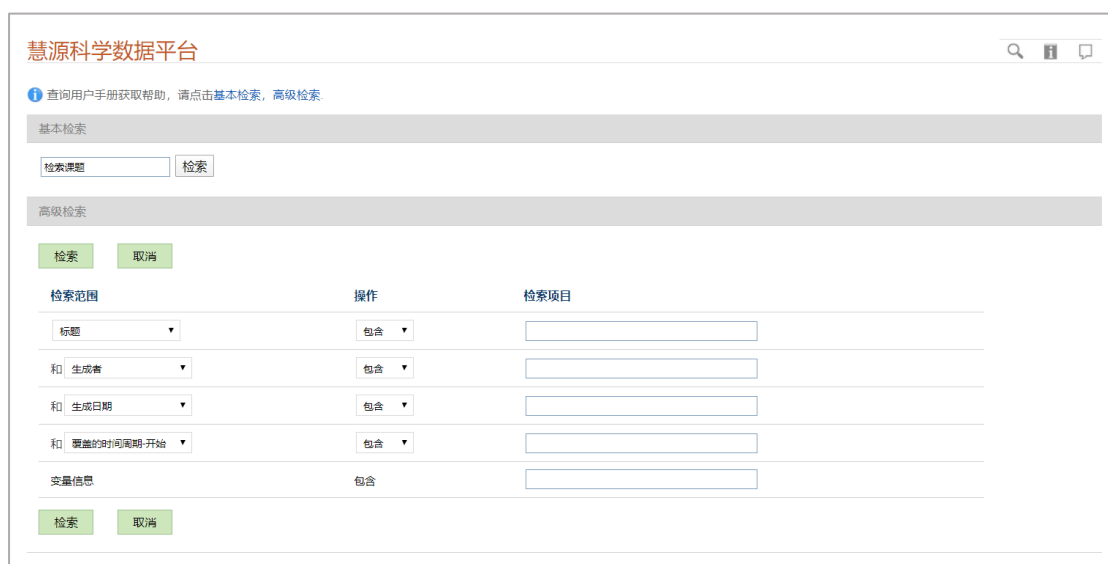 慧源科学数据平台
查询用户手册获取帮助，请点击基本检索，高级检索.
基本检索
检索课题 检索
高级检索
检索 取消
检索范围 操作 检索项目
标题 包含
和 生成者 包含
和 生成日期 包含
和 覆盖的时间周期-开始 包含
变量信息 包含
检索 取消